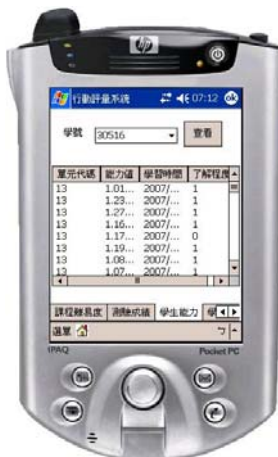 hp
行動評量系統 07:12 ok
學號 30516 查看
單元代碼 能力值 學習時間 了解程度
13 1.01... 2007/... 1
13 1.23... 2007/... 1
13 1.27... 2007/... 1
13 1.16... 2007/... 1
13 1.17... 2007/... 0
13 1.19... 2007/... 1
13 1.08... 2007/... 1
13 1.07... 2007/... 1
課程難易度 測驗成績 學生能力 學
選單
iPAQ Pocket PC